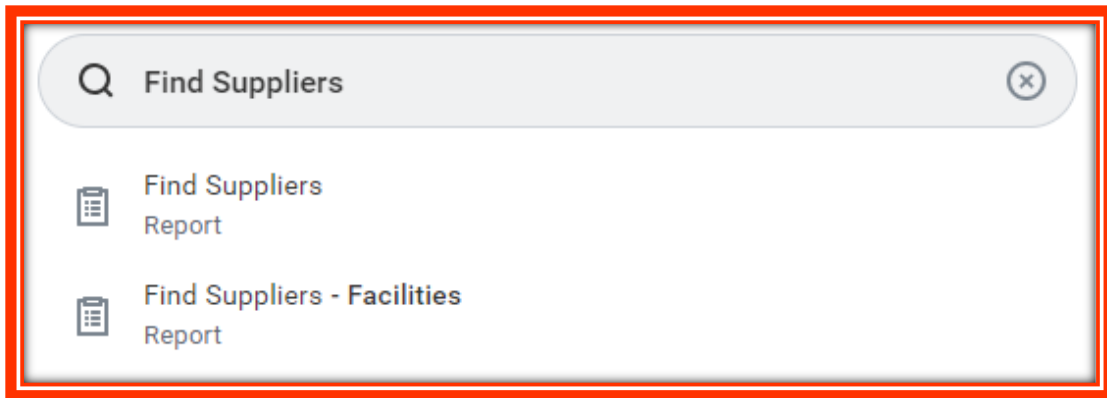 Find Suppliers
Find Suppliers
Report
Find Suppliers - Facilities
Report